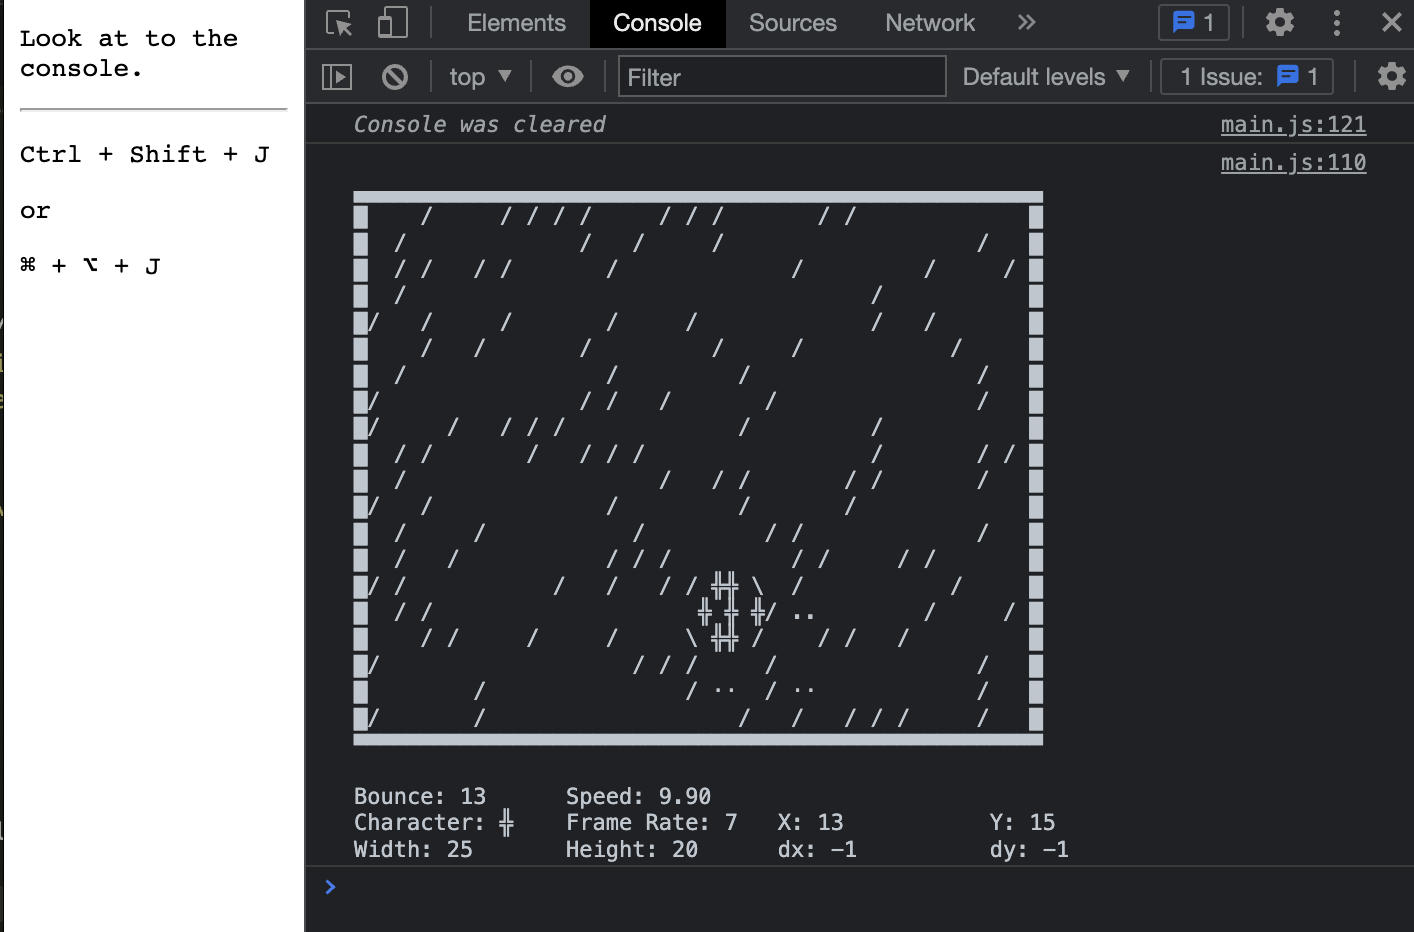 Look at to the
console.
Ctrl + Shift + J
or
⌘ + ⌥ + J
Elements Console Sources Network » 1
top ▼ Filter Default levels ▼ 1 Issue: 1
Console was cleared main.js:121
main.js:110
/ / / / / / / / / /
/ / / / /
/ / / / / / / /
/ /
/ / / / / / /
/ / / / / /
/ / / /
/ / / / / /
/ / / / / / /
/ / / / / / / / /
/ / / / / / /
/ / / / /
/ / / / / /
/ / / / / / / / /
/ / / / / / ╬╬ \ / /
/ / ╬ ╬ ╬/ .. / /
/ / / / \ ╬╬ / / / /
/ / / / / /
/ / ·· / ·· /
/ / / / / / / /
Bounce: 13 Speed: 9.90
Character: ╬ Frame Rate: 7 X: 13 Y: 15
Width: 25 Height: 20 dx: −1 dy: −1
>